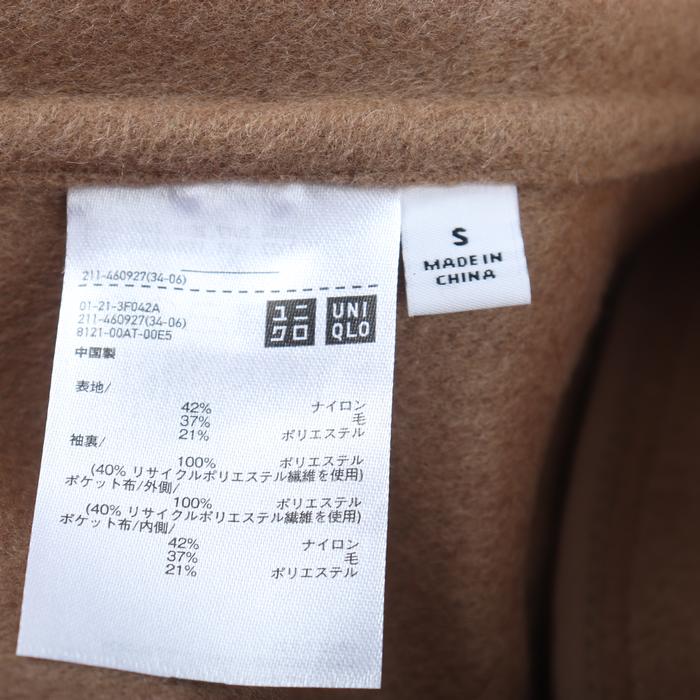 211-460927(34-06)
01-21-3F042A
211-460927(34-06)
8121-00AT-00E5
ユニ
クロ
UNI
QLO
中国製
表地/
42% ナイロン
37% 毛
21% ポリエステル
袖裏/
100% ポリエステル
(40% リサイクルポリエステル繊維を使用)
ポケット布/外側/
100% ポリエステル
(40% リサイクルポリエステル繊維を使用)
ポケット布/内側/
42% ナイロン
37% 毛
21% ポリエステル
S
MADE IN
CHINA